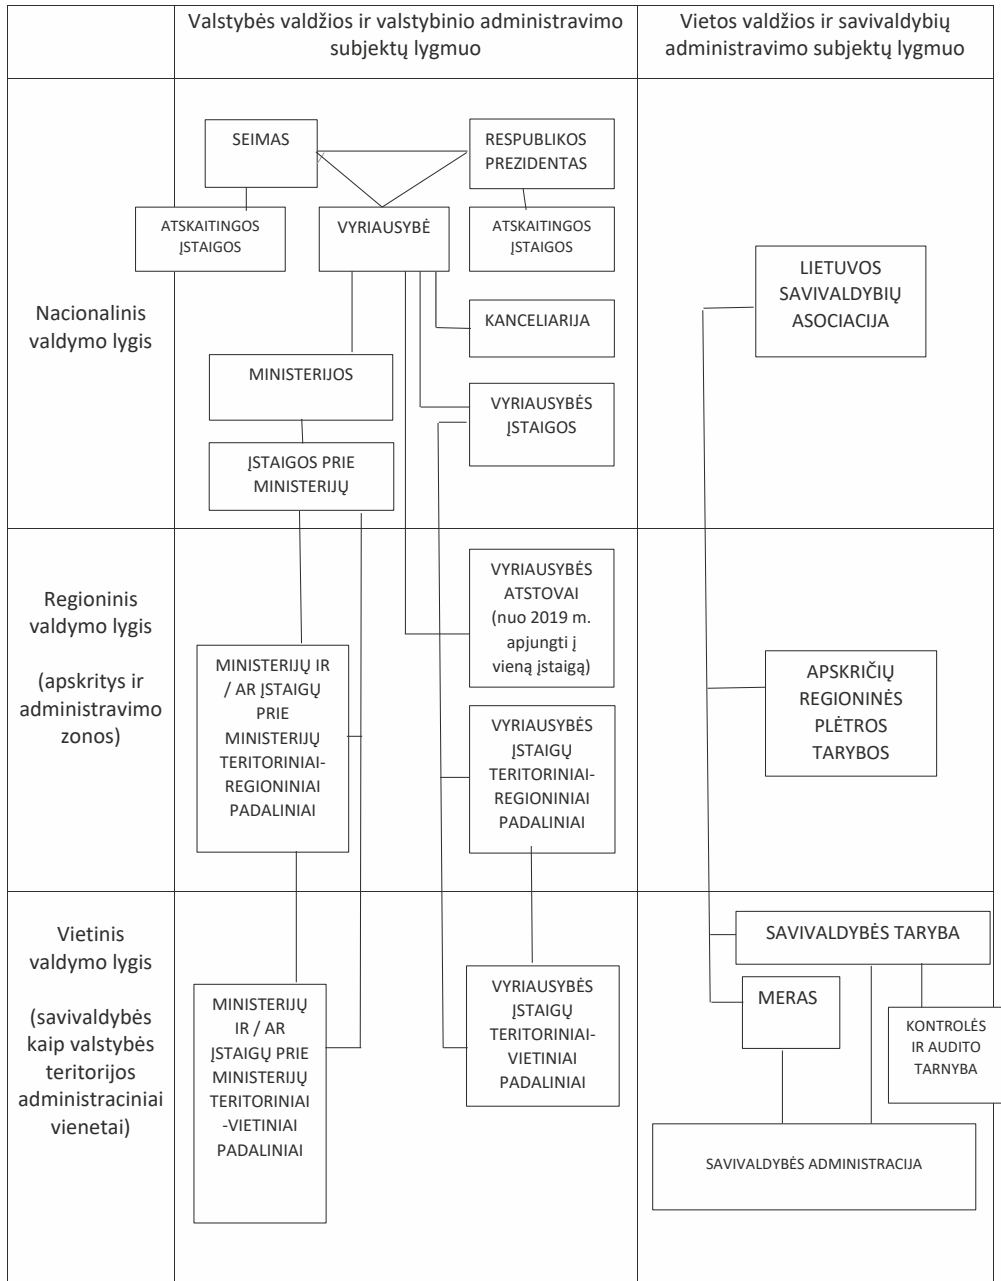 Valstybės valdžios ir valstybinio administravimo
subjektų lygmuo
Vietos valdžios ir savivaldybių
administravimo subjektų lygmuo
Nacionalinis
valdymo lygis
SEIMAS
RESPUBLIKOS
PREZIDENTAS
ATSKAITINGOS
ĮSTAIGOS
VYRIAUSYBĖ
ATSKAITINGOS
ĮSTAIGOS
KANCELIARIJA
MINISTERIJOS
VYRIAUSYBĖS
ĮSTAIGOS
ĮSTAIGOS PRIE
MINISTERIJŲ
LIETUVOS
SAVIVALDYBIŲ
ASOCIACIJA
Regioninis
valdymo lygis
(apskritys ir
administravimo
zonos)
VYRIAUSYBĖS
ATSTOVAI
(nuo 2019 m.
apjungti į
vieną įstaigą)
MINISTERIJŲ IR
/ AR ĮSTAIGŲ
PRIE
MINISTERIJŲ
TERITORINIAI-
REGIONINIAI
PADALINIAI
VYRIAUSYBĖS
ĮSTAIGŲ
TERITORINIAI-
REGIONINIAI
PADALINIAI
APSKRIČIŲ
REGIONINĖS
PLĖTROS
TARYBOS
Vietinis
valdymo lygis
(savivaldybės
kaip valstybės
teritorijos
administraciniai
vienetai)
MINISTERIJŲ
IR / AR
ĮSTAIGŲ PRIE
MINISTERIJŲ
TERITORINIAI
-VIETINIAI
PADALINIAI
VYRIAUSYBĖS
ĮSTAIGŲ
TERITORINIAI-
VIETINIAI
PADALINIAI
SAVIVALDYBĖS TARYBA
MERAS
KONTROLĖS
IR AUDITO
TARNYBA
SAVIVALDYBĖS ADMINISTRACIJA